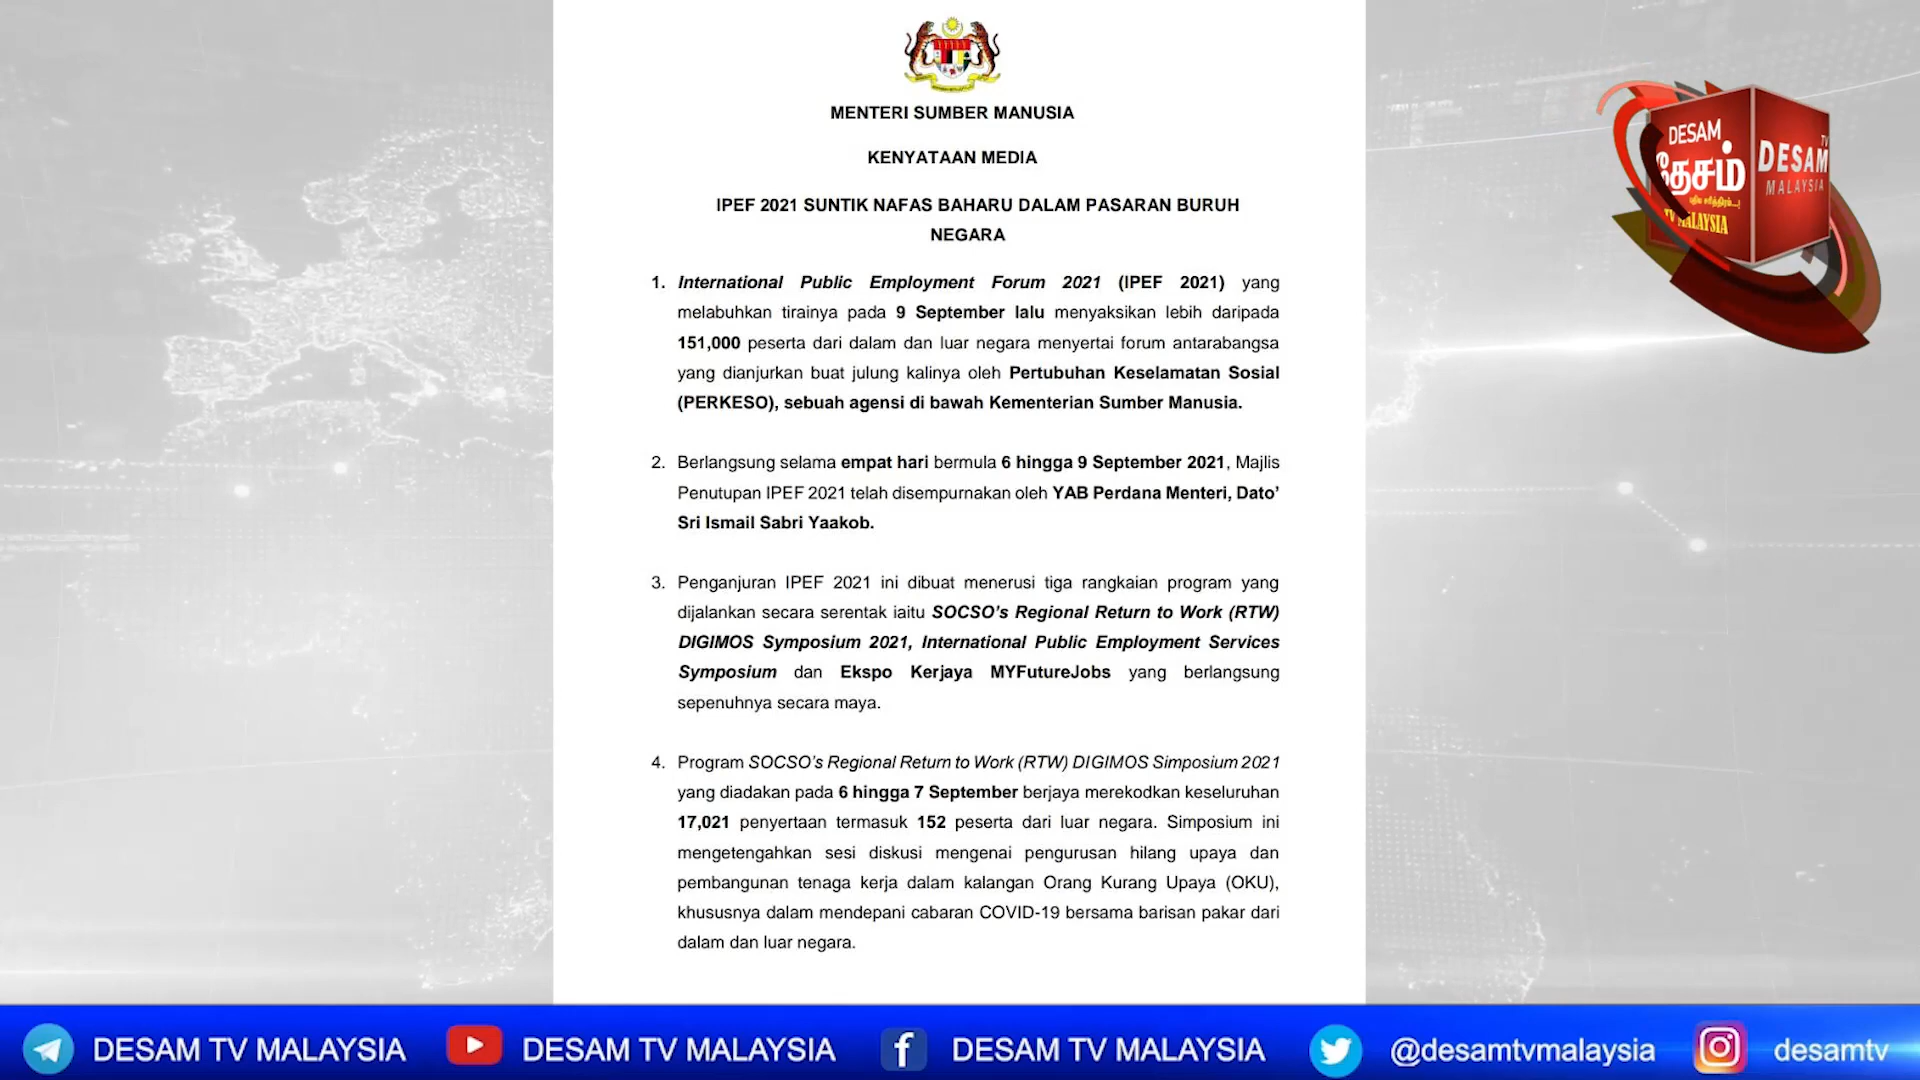 MENTERI SUMBER MANUSIA
KENYATAAN MEDIA
IPEF 2021 SUNTIK NAFAS BAHARU DALAM PASARAN BURUH
NEGARA
1. International Public Employment Forum 2021 (IPEF 2021) yang
melabuhkan tirainya pada 9 September lalu menyaksikan lebih daripada
151,000 peserta dari dalam dan luar negara menyertai forum antarabangsa
yang dianjurkan buat julung kalinya oleh Pertubuhan Keselamatan Sosial
(PERKESO), sebuah agensi di bawah Kementerian Sumber Manusia.
2. Berlangsung selama empat hari bermula 6 hingga 9 September 2021, Majlis
Penutupan IPEF 2021 telah disempurnakan oleh YAB Perdana Menteri, Dato’
Sri Ismail Sabri Yaakob.
3. Penganjuran IPEF 2021 ini dibuat menerusi tiga rangkaian program yang
dijalankan secara serentak iaitu SOCSO’s Regional Return to Work (RTW)
DIGIMOS Symposium 2021, International Public Employment Services
Symposium dan Ekspo Kerjaya MYFutureJobs yang berlangsung
sepenuhnya secara maya.
4. Program SOCSO’s Regional Return to Work (RTW) DIGIMOS Simposium 2021
yang diadakan pada 6 hingga 7 September berjaya merekodkan keseluruhan
17,021 penyertaan termasuk 152 peserta dari luar negara. Simposium ini
mengetengahkan sesi diskusi mengenai pengurusan hilang upaya dan
pembangunan tenaga kerja dalam kalangan Orang Kurang Upaya (OKU),
khususnya dalam mendepani cabaran COVID-19 bersama barisan pakar dari
dalam dan luar negara.
DESAM
தேசம்
புதிய சரித்திரம்...!
TV MALAYSIA
TV
DESAM
MALAYSIA
DESAM TV MALAYSIA
DESAM TV MALAYSIA
DESAM TV MALAYSIA
@desamtvmalaysia
desamtv